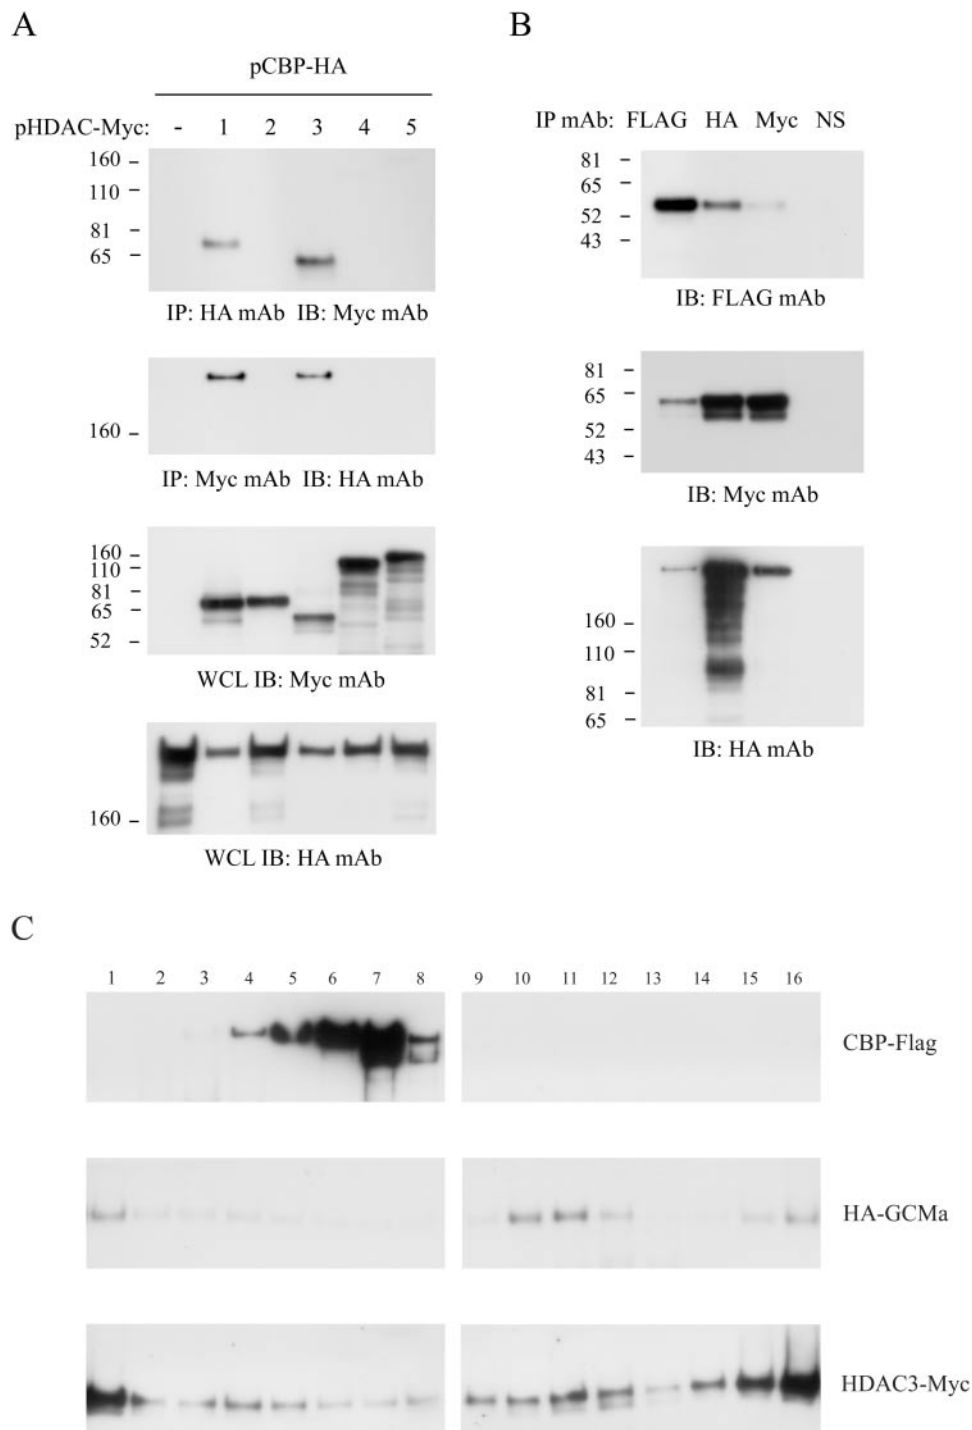 A
pCBP-HA
pHDAC-Myc: - 1 2 3 4 5
160
110
81
65
IP: HA mAb IB: Myc mAb
160
IP: Myc mAb IB: HA mAb
160
110
81
65
52
WCL IB: Myc mAb
160
WCL IB: HA mAb
B
IP mAb: FLAG HA Myc NS
81
65
52
43
IB: FLAG mAb
81
65
52
43
IB: Myc mAb
160
110
81
65
IB: HA mAb
C
1 2 3 4 5 6 7 8 9 10 11 12 13 14 15 16
CBP-Flag
HA-GCMa
HDAC3-Myc